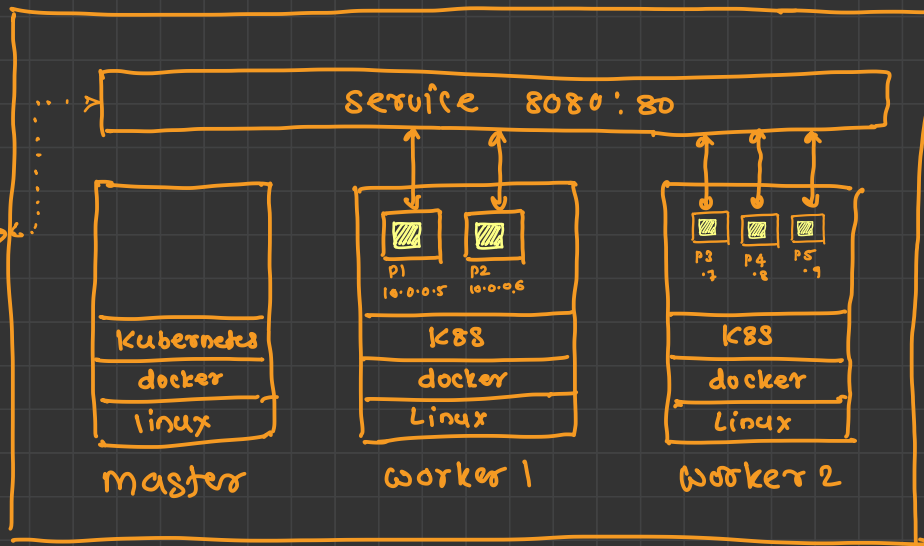 service 8080:80
P1
10.0.0.5
P2
10.0.0.6
P3
.7
P4
.8
P5
.9
Kubernetes
docker
linux
master
K8S
docker
Linux
worker 1
K8S
docker
Linux
worker 2